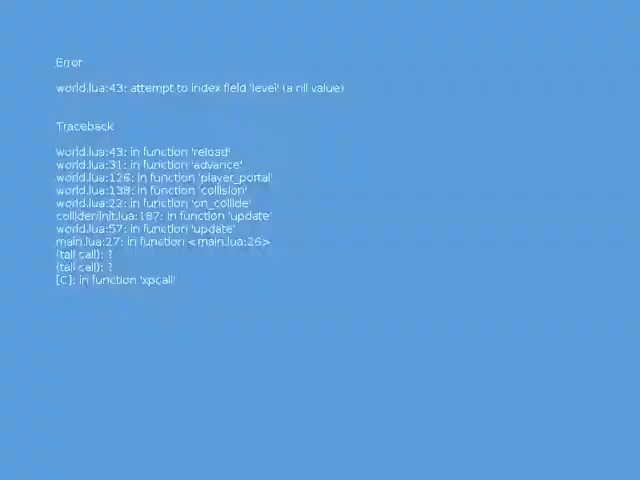 Error
world.lua:43: attempt to index field 'level' (a nil value)
Traceback
world.lua:43: in function 'reload'
world.lua:31: in function 'advance'
world.lua:126: in function 'player_portal'
world.lua:138: in function 'collision'
world.lua:22: in function 'on_collide'
collider/init.lua:187: in function 'update'
world.lua:57: in function 'update'
main.lua:27: in function <main.lua:26>
(tail call): ?
(tail call): ?
[C]: in function 'xpcall'